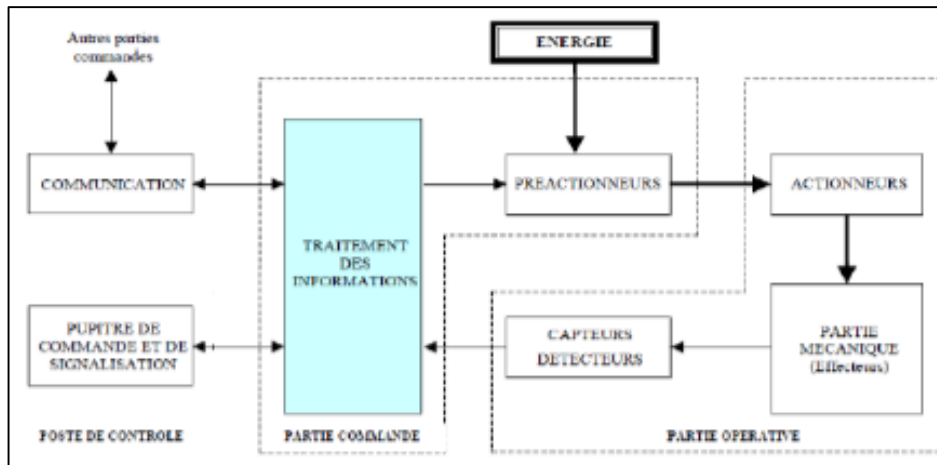 Autres parties
commandes
ENERGIE
COMMUNICATION
PREACTIONNEURS
ACTIONNEURS
TRAITEMENT
DES
INFORMATIONS
PUPITRE DE
COMMANDE ET DE
SIGNALISATION
CAPTEURS
DETECTEURS
PARTIE
MECANIQUE
(Effecteurs)
POSTE DE CONTROLE
PARTIE COMMANDE
PARTIE OPERATIVE